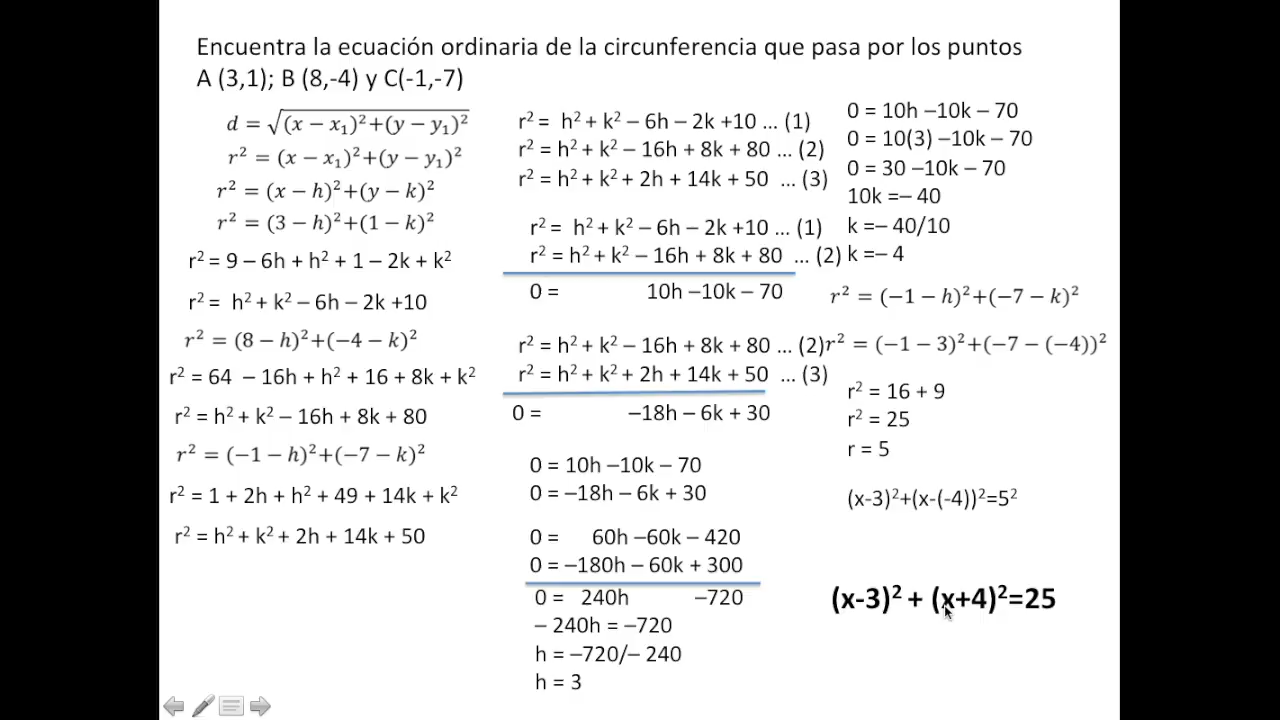 Encuentra la ecuación ordinaria de la circunferencia que pasa por los puntos
A (3,1); B (8,-4) y C(-1,-7)
d = √(x − x₁)²+(y − y₁)²
r² = (x − x₁)²+(y − y₁)²
r² = (x − h)²+(y − k)²
r² = (3 − h)²+(1 − k)²
r² = 9 – 6h + h² + 1 – 2k + k²
r² = h² + k² – 6h – 2k +10
r² = (8 − h)²+(−4 − k)²
r² = 64 – 16h + h² + 16 + 8k + k²
r² = h² + k² – 16h + 8k + 80
r² = (−1 − h)²+(−7 − k)²
r² = 1 + 2h + h² + 49 + 14k + k²
r² = h² + k² + 2h + 14k + 50
r² = h² + k² – 6h – 2k +10 ... (1)
r² = h² + k² – 16h + 8k + 80 ... (2)
r² = h² + k² + 2h + 14k + 50 ... (3)
r² = h² + k² – 6h – 2k +10 ... (1)
r² = h² + k² – 16h + 8k + 80 ... (2)
0 = 10h –10k – 70
r² = h² + k² – 16h + 8k + 80 ... (2)
r² = h² + k² + 2h + 14k + 50 ... (3)
0 = –18h – 6k + 30
0 = 10h –10k – 70
0 = –18h – 6k + 30
0 = 60h –60k – 420
0 = –180h – 60k + 300
0 = 240h –720
– 240h = –720
h = –720/– 240
h = 3
0 = 10h –10k – 70
0 = 10(3) –10k – 70
0 = 30 –10k – 70
10k =– 40
k =– 40/10
k =– 4
r² = (−1 − h)²+(−7 − k)²
r² = (−1 − 3)²+(−7 − (−4))²
r² = 16 + 9
r² = 25
r = 5
(x-3)²+(x-(-4))²=5²
(x-3)² + (x+4)²=25